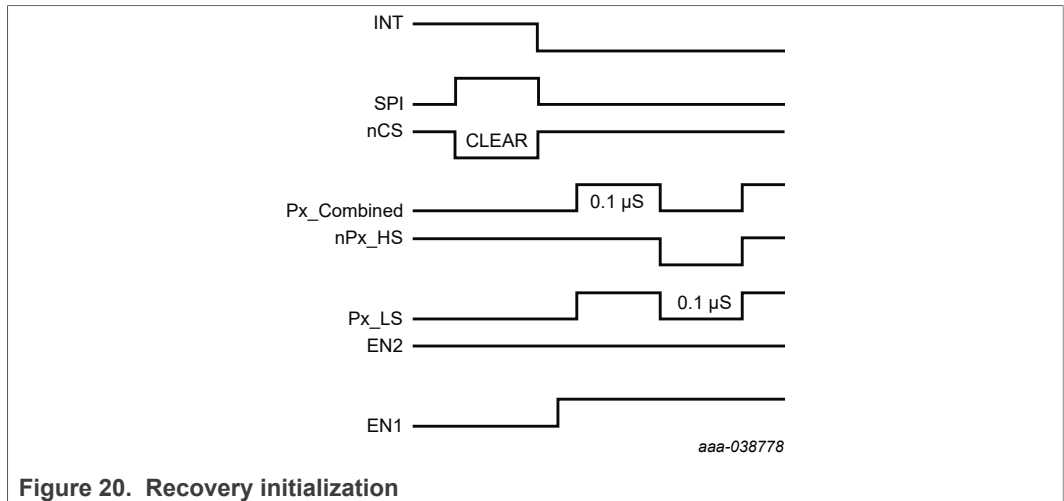 INT
SPI
nCS
CLEAR
Px_Combined
0.1 µS
nPx_HS
Px_LS
0.1 µS
EN2
EN1
aaa-038778
Figure 20. Recovery initialization